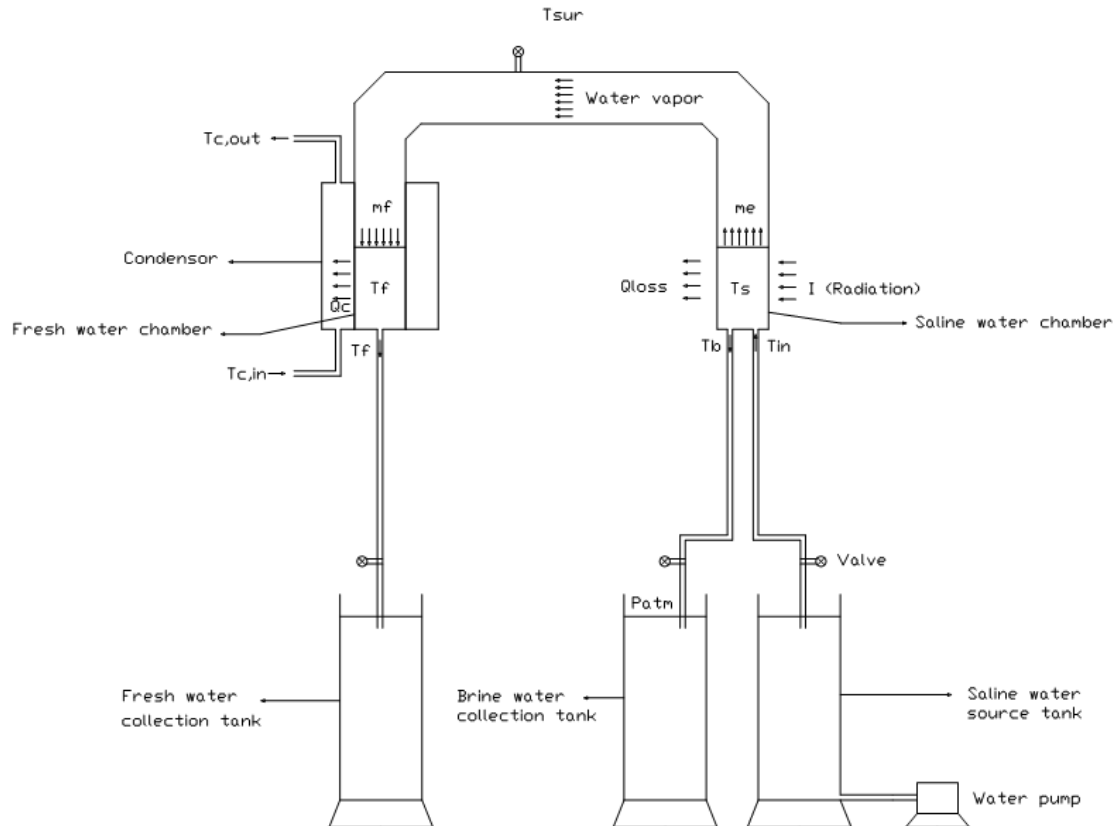 Tsur
Water vapor
Tc,out
mf
me
Condensor
Tf
Qloss
Ts
I (Radiation)
Qc
Fresh water chamber
Saline water chamber
Tf
Tb
Tin
Tc,in
Valve
Patm
Fresh water
collection tank
Brine water
collection tank
Saline water
source tank
Water pump